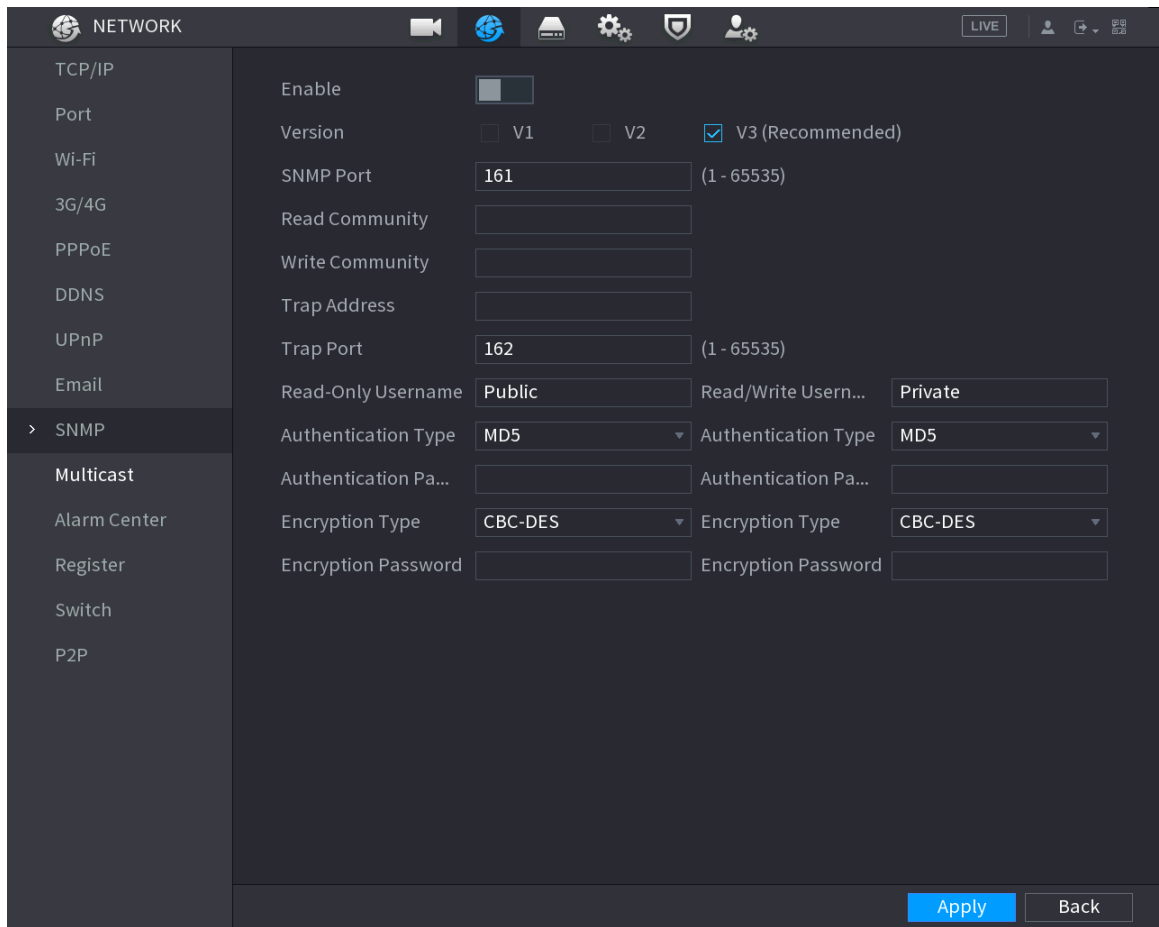 NETWORK
LIVE
TCP/IP
Port
Wi-Fi
3G/4G
PPPoE
DDNS
UPnP
Email
SNMP
Multicast
Alarm Center
Register
Switch
P2P
Enable
Version V1 V2 V3 (Recommended)
SNMP Port 161 (1 - 65535)
Read Community
Write Community
Trap Address
Trap Port 162 (1 - 65535)
Read-Only Username Public Read/Write Usern... Private
Authentication Type MD5 Authentication Type MD5
Authentication Pa... Authentication Pa...
Encryption Type CBC-DES Encryption Type CBC-DES
Encryption Password Encryption Password
Apply Back